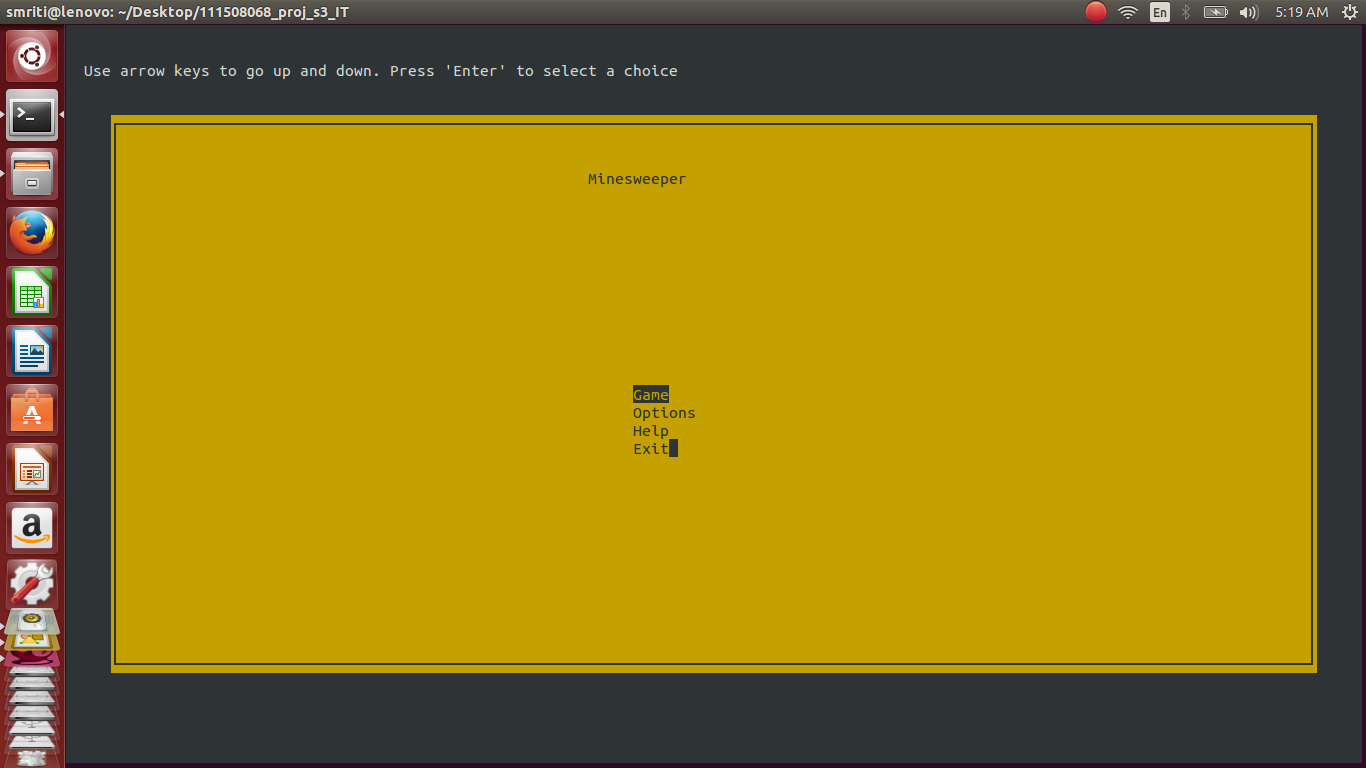 smriti@lenovo: ~/Desktop/111508068_proj_s3_IT
En
5:19 AM
Use arrow keys to go up and down. Press 'Enter' to select a choice
Minesweeper
Game
Options
Help
Exit